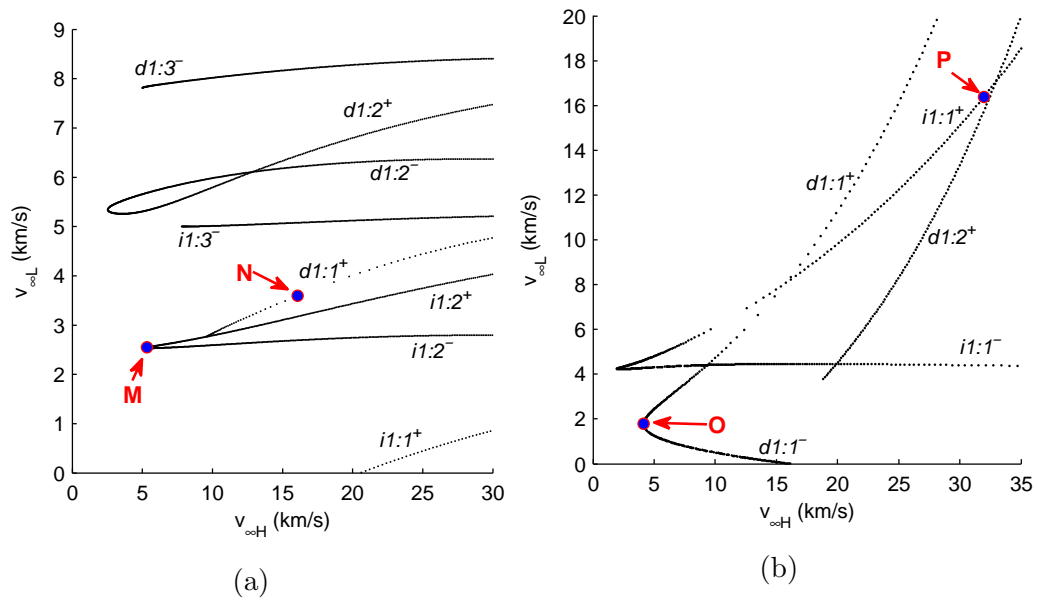 9
8
7
6
5
4
3
2
1
0
v∞L (km/s)
d1:3⁻
d1:2⁺
d1:2⁻
i1:3⁻
N
d1:1⁺
i1:2⁺
i1:2⁻
M
i1:1⁺
0 5 10 15 20 25 30
v∞H (km/s)
(a)
20
18
16
14
12
10
8
6
4
2
0
v∞L (km/s)
P
i1:1⁺
d1:1⁺
d1:2⁺
i1:1⁻
O
d1:1⁻
0 5 10 15 20 25 30 35
v∞H (km/s)
(b)